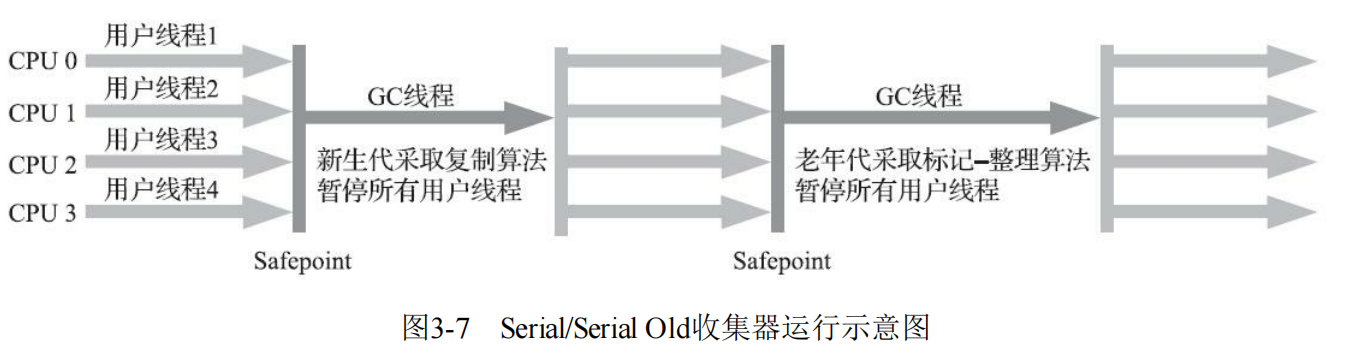 用户线程1
CPU 0
用户线程2
CPU 1
用户线程3
CPU 2
用户线程4
CPU 3
GC线程
新生代采取复制算法
暂停所有用户线程
Safepoint
GC线程
老年代采取标记-整理算法
暂停所有用户线程
Safepoint
图3-7 Serial/Serial Old收集器运行示意图